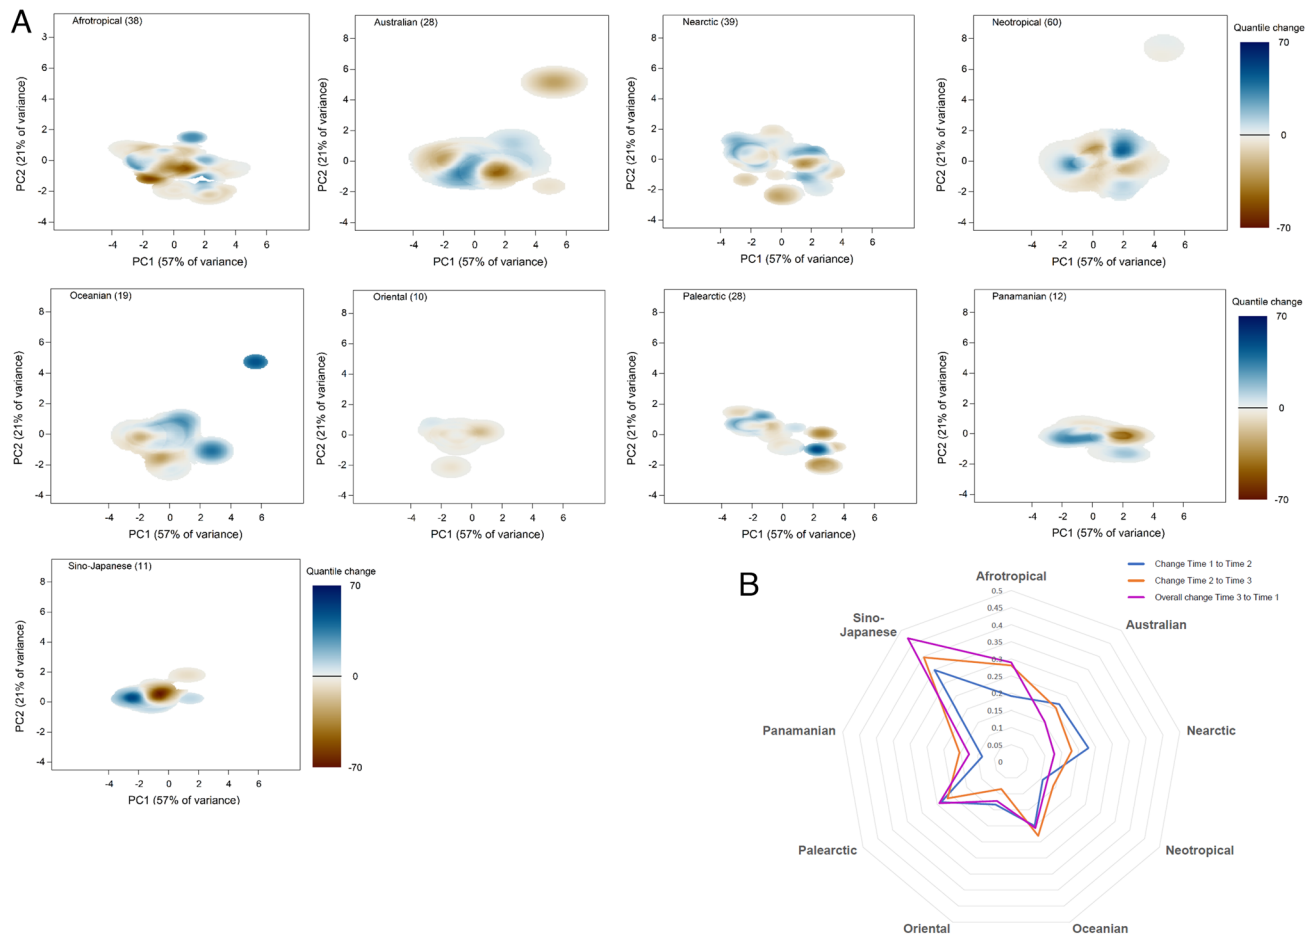 A
Afrotropical (38)
3
6
4
2
0
-2
-4
-4 -2 0 2 4 6
PC1 (57% of variance)
PC2 (21% of variance)
Australian (28)
8
6
4
2
0
-2
-4
-4 -2 0 2 4 6
PC1 (57% of variance)
PC2 (21% of variance)
Nearctic (39)
8
6
4
2
0
-2
-4
-4 -2 0 2 4 6
PC1 (57% of variance)
PC2 (21% of variance)
Neotropical (60)
8
6
4
2
0
-2
-4
-4 -2 0 2 4 6
PC1 (57% of variance)
PC2 (21% of variance)
Quantile change
70
0
-70
Oceanian (19)
8
6
4
2
0
-2
-4
-4 -2 0 2 4 6
PC1 (57% of variance)
PC2 (21% of variance)
Oriental (10)
8
6
4
2
0
-2
-4
-4 -2 0 2 4 6
PC1 (57% of variance)
PC2 (21% of variance)
Palearctic (28)
8
6
4
2
0
-2
-4
-4 -2 0 2 4 6
PC1 (57% of variance)
PC2 (21% of variance)
Panamanian (12)
8
6
4
2
0
-2
-4
-4 -2 0 2 4 6
PC1 (57% of variance)
PC2 (21% of variance)
Quantile change
70
0
-70
Sino-Japanese (11)
8
6
4
2
0
-2
-4
-4 -2 0 2 4 6
PC1 (57% of variance)
PC2 (21% of variance)
Quantile change
70
0
-70
B
Change Time 1 to Time 2
Change Time 2 to Time 3
Overall change Time 3 to Time 1
Afrotropical
Australian
Nearctic
Neotropical
Oceanian
Oriental
Palearctic
Panamanian
Sino-
Japanese
0.5
0.45
0.4
0.35
0.3
0.25
0.2
0.15
0.1
0.05
0